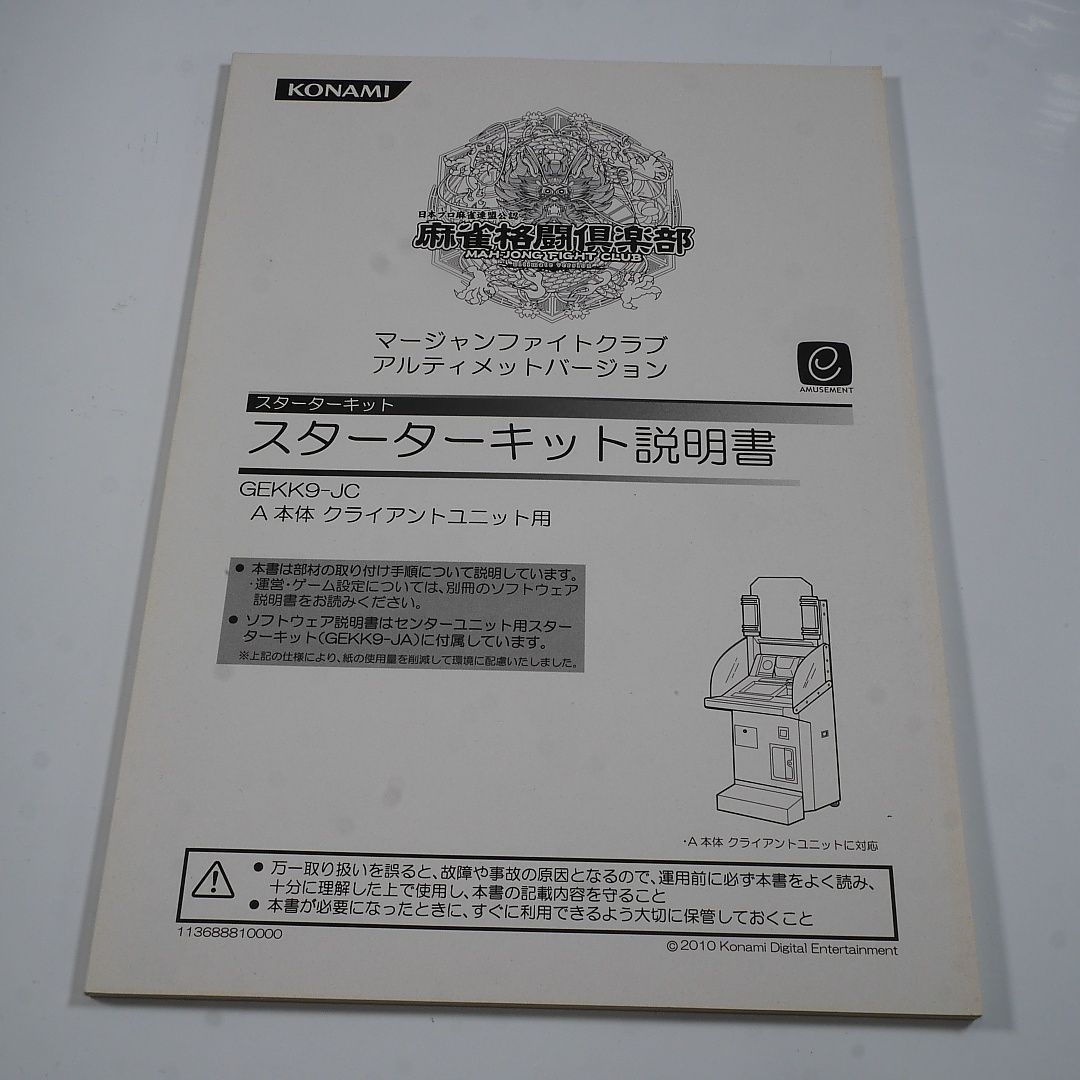 KONAMI
日本プロ麻雀連盟公認
麻雀格闘倶楽部
MAH-JONG FIGHT CLUB
マージャンファイトクラブ
アルティメットバージョン
e
AMUSEMENT
スターターキット
スターターキット説明書
GEKK9-JC
A 本体 クライアントユニット用
● 本書は部材の取り付け手順について説明しています。
・運営・ゲーム設定については、別冊のソフトウェア
説明書をお読みください。
● ソフトウェア説明書はセンターユニット用スター
ターキット(GEKK9-JA)に付属しています。
※上記の仕様により、紙の使用量を削減して環境に配慮いたしました。
・A 本体 クライアントユニットに対応
● 万一取り扱いを誤ると、故障や事故の原因となるので、運用前に必ず本書をよく読み、
十分に理解した上で使用し、本書の記載内容を守ること
● 本書が必要になったときに、すぐに利用できるよう大切に保管しておくこと
113688810000
© 2010 Konami Digital Entertainment